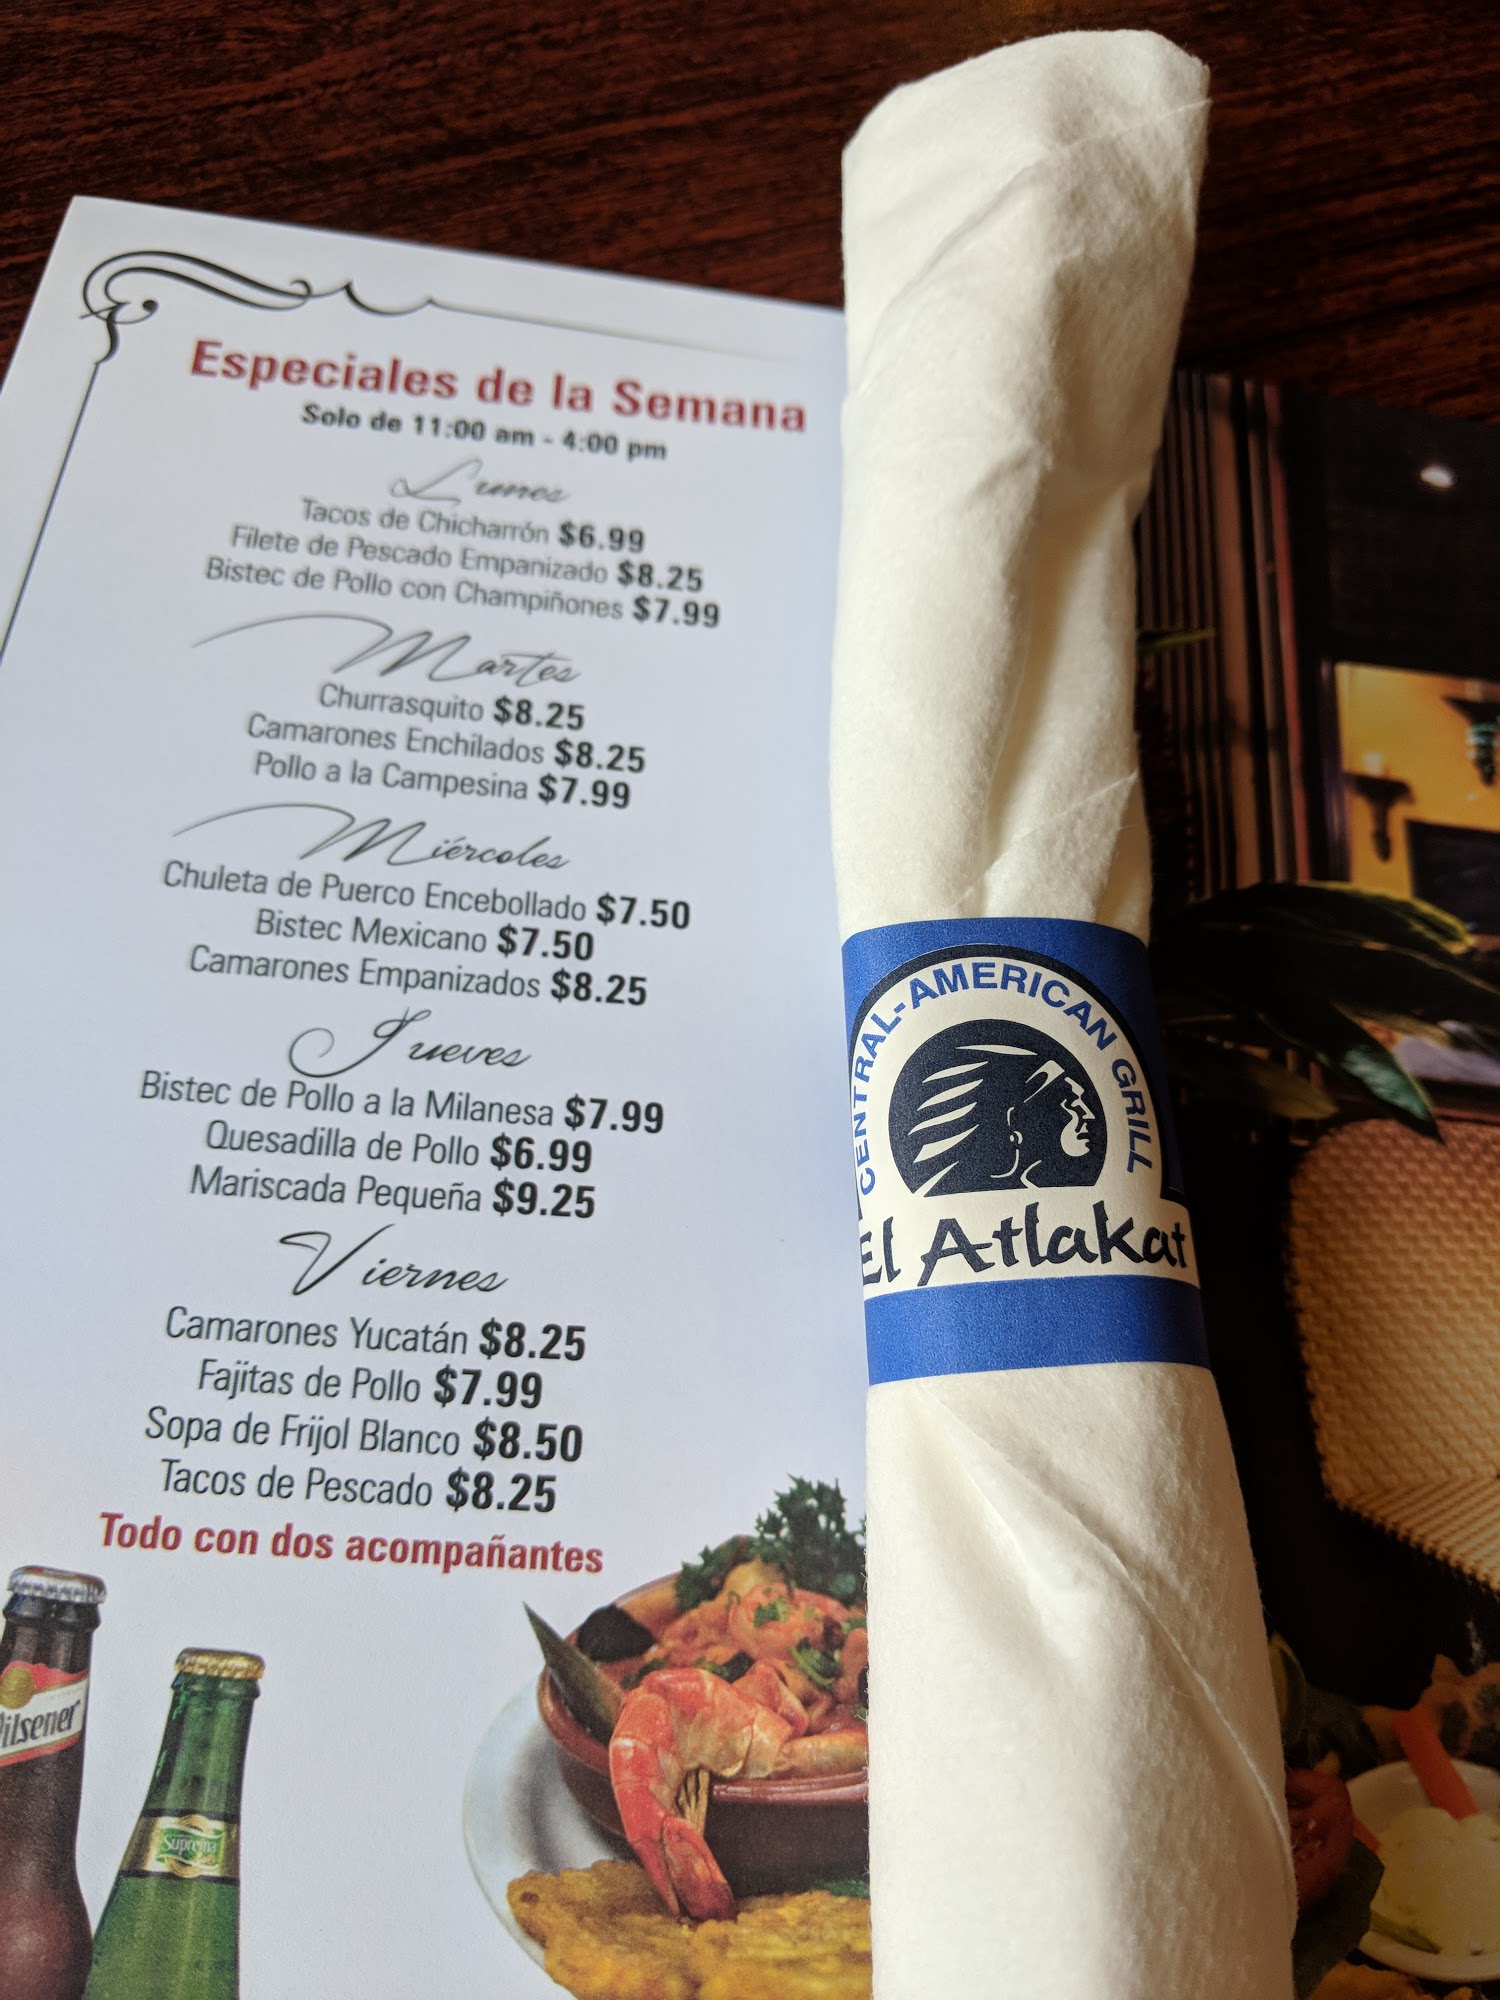 Especiales de la Semana
Solo de 11:00 am - 4:00 pm
Lunes
Tacos de Chicharrón $6.99
Filete de Pescado Empanizado $8.25
Bistec de Pollo con Champiñones $7.99
Martes
Churrasquito $8.25
Camarones Enchilados $8.25
Pollo a la Campesina $7.99
Miércoles
Chuleta de Puerco Encebollado $7.50
Bistec Mexicano $7.50
Camarones Empanizados $8.25
Jueves
Bistec de Pollo a la Milanesa $7.99
Quesadilla de Pollo $6.99
Mariscada Pequeña $9.25
Viernes
Camarones Yucatán $8.25
Fajitas de Pollo $7.99
Sopa de Frijol Blanco $8.50
Tacos de Pescado $8.25
Todo con dos acompañantes
Pilsener
Suprema
CENTRAL-AMERICAN GRILL
El Atlakat